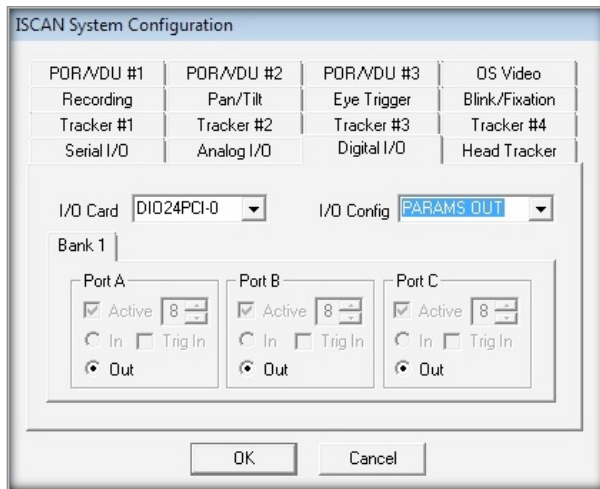 ISCAN System Configuration
POR/VDU #1 POR/VDU #2 POR/VDU #3 OS Video
Recording Pan/Tilt Eye Trigger Blink/Fixation
Tracker #1 Tracker #2 Tracker #3 Tracker #4
Serial I/O Analog I/O Digital I/O Head Tracker
I/O Card DIO24PCI-0 I/O Config PARAMS OUT
Bank 1
Port A Port B Port C
Active 8 Active 8 Active 8
In Trig In In Trig In In Trig In
Out Out Out
OK Cancel